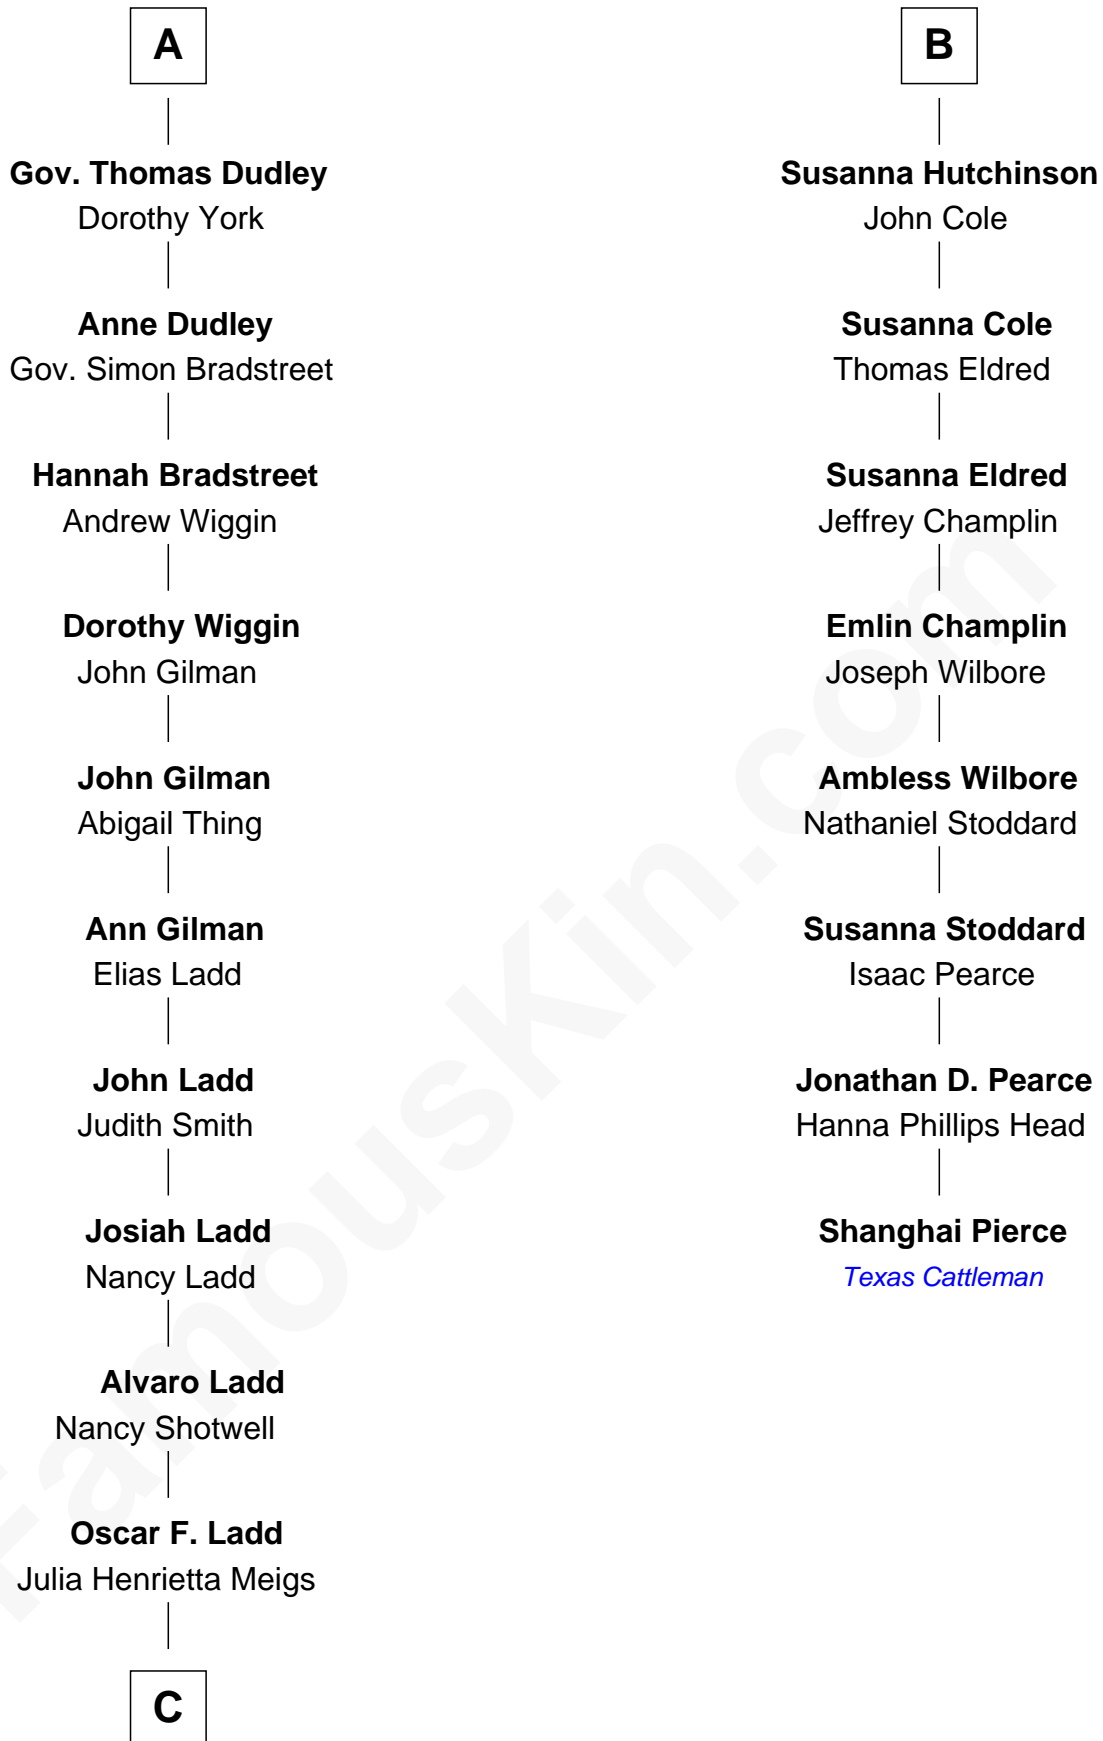 A
Gov. Thomas Dudley
Dorothy York
Anne Dudley
Gov. Simon Bradstreet
Hannah Bradstreet
Andrew Wiggin
Dorothy Wiggin
John Gilman
John Gilman
Abigail Thing
Ann Gilman
Elias Ladd
John Ladd
Judith Smith
Josiah Ladd
Nancy Ladd
Alvaro Ladd
Nancy Shotwell
Oscar F. Ladd
Julia Henrietta Meigs
C
B
Susanna Hutchinson
John Cole
Susanna Cole
Thomas Eldred
Susanna Eldred
Jeffrey Champlin
Emlin Champlin
Joseph Wilbore
Ambless Wilbore
Nathaniel Stoddard
Susanna Stoddard
Isaac Pearce
Jonathan D. Pearce
Hanna Phillips Head
Shanghai Pierce
Texas Cattleman
FamousKin.com